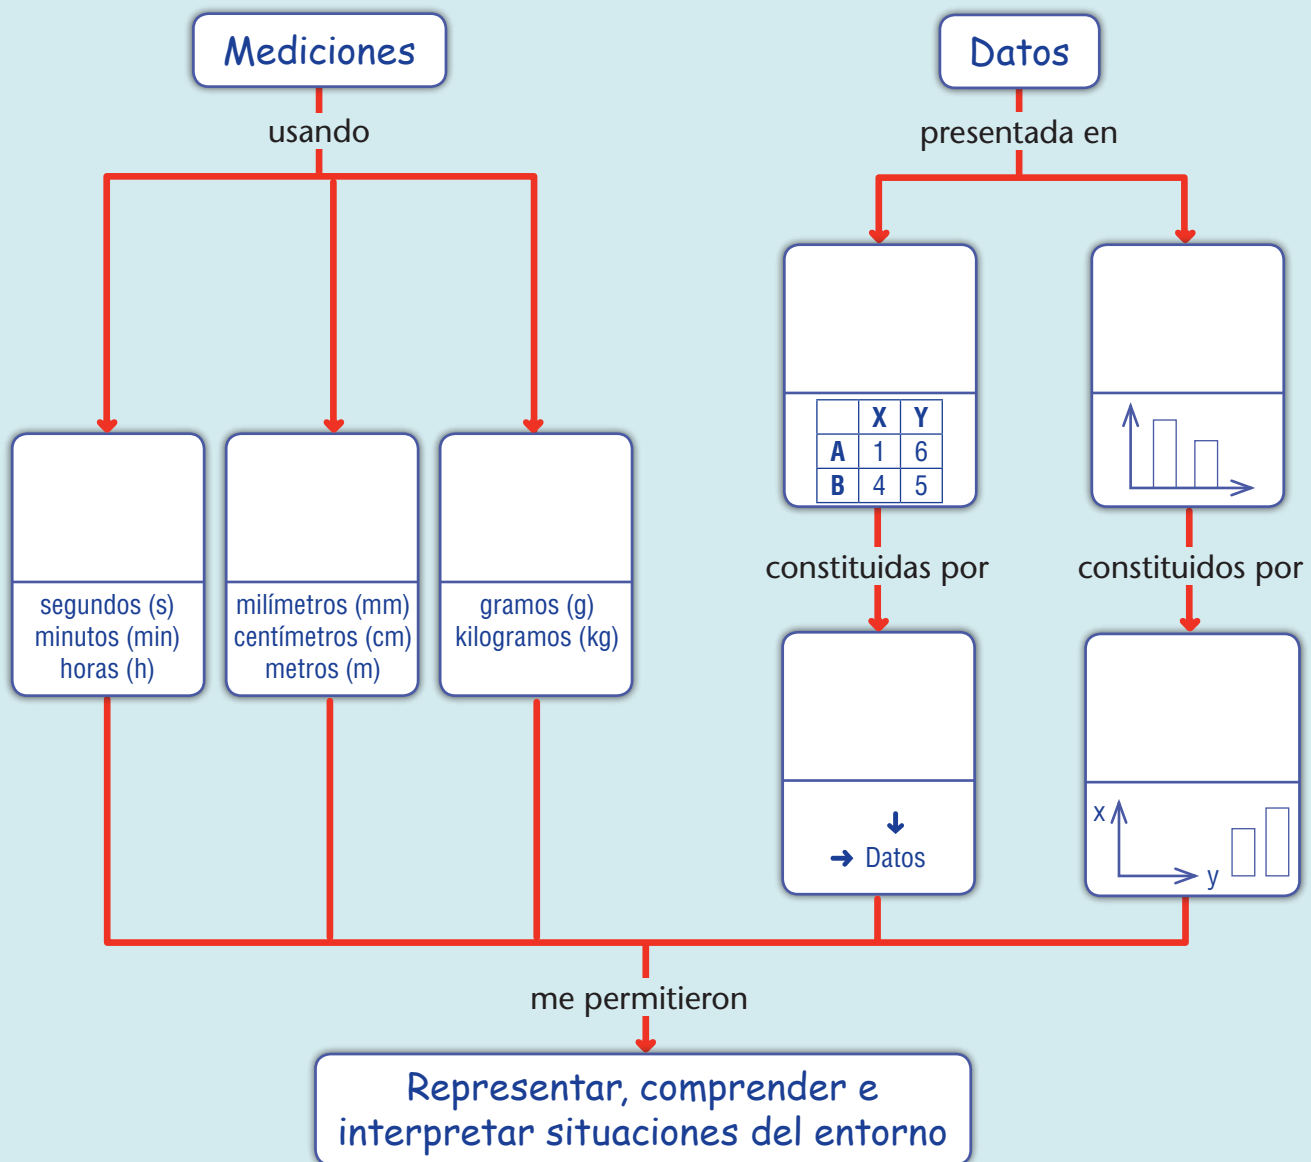 Mediciones
usando
segundos (s)
minutos (min)
horas (h)
milímetros (mm)
centímetros (cm)
metros (m)
gramos (g)
kilogramos (kg)
Datos
presentada en
X Y
A 1 6
B 4 5
constituidas por
constituidos por
Datos
x
y
me permitieron
Representar, comprender e
interpretar situaciones del entorno